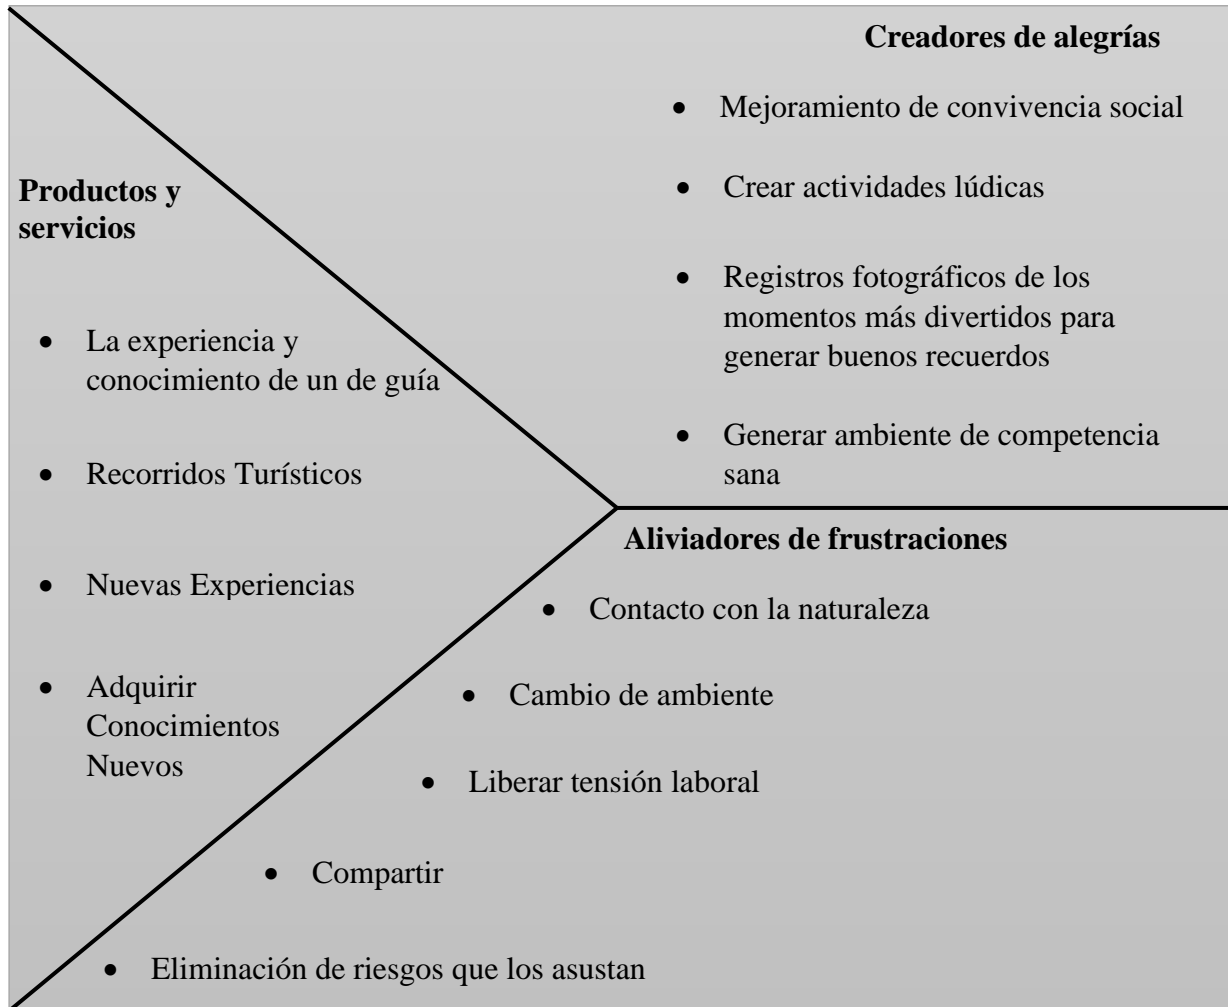 Creadores de alegrías
• Mejoramiento de convivencia social
• Crear actividades lúdicas
• Registros fotográficos de los
momentos más divertidos para
generar buenos recuerdos
• Generar ambiente de competencia
sana
Productos y
servicios
• La experiencia y
conocimiento de un de guía
• Recorridos Turísticos
• Nuevas Experiencias
• Adquirir
Conocimientos
Nuevos
Aliviadores de frustraciones
• Contacto con la naturaleza
• Cambio de ambiente
• Liberar tensión laboral
• Compartir
• Eliminación de riesgos que los asustan